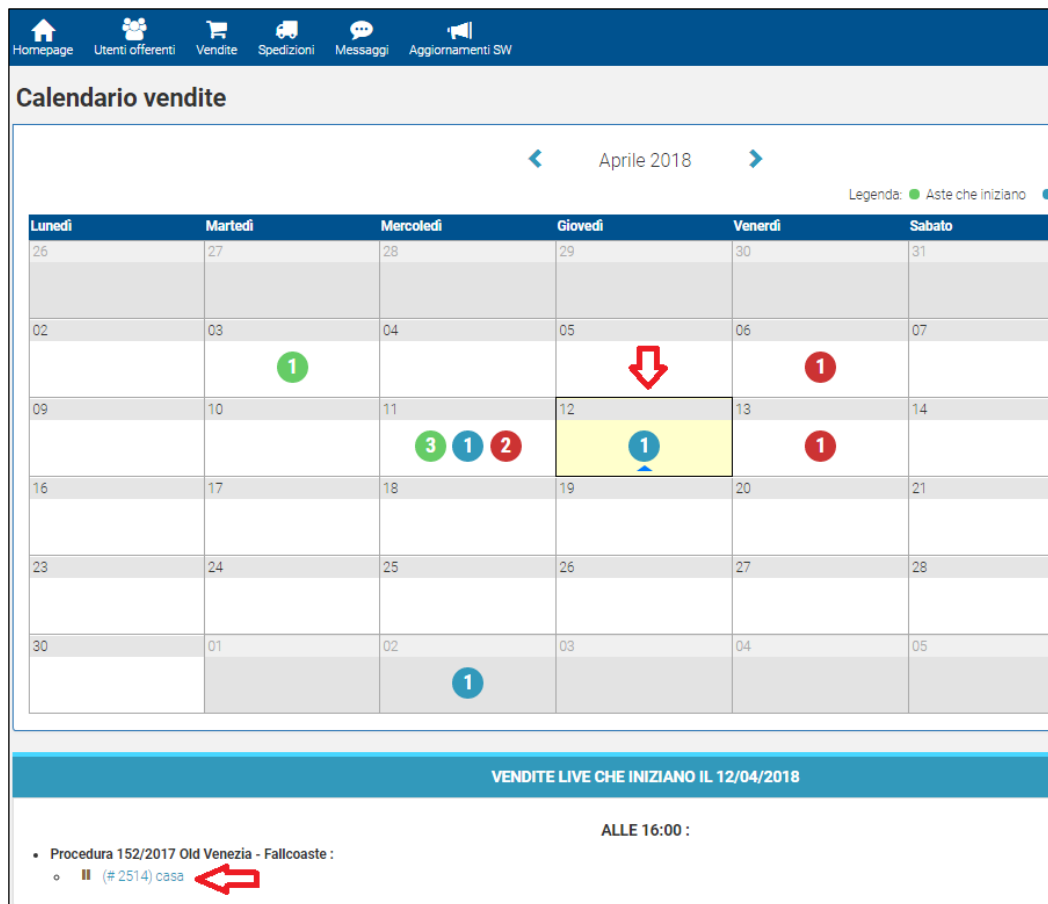 Homepage Utenti offerenti Vendite Spedizioni Messaggi Aggiornamenti SW
Calendario vendite
Aprile 2018
Legenda: Aste che iniziano
Lunedì Martedì Mercoledì Giovedì Venerdì Sabato
26 27 28 29 30 31
02 03 04 05 06 07
1 1
09 10 11 12 13 14
3 1 2 1 1
16 17 18 19 20 21
23 24 25 26 27 28
30 01 02 03 04 05
1
VENDITE LIVE CHE INIZIANO IL 12/04/2018
ALLE 16:00 :
Procedura 152/2017 Old Venezia - Fallcoaste :
(# 2514) casa